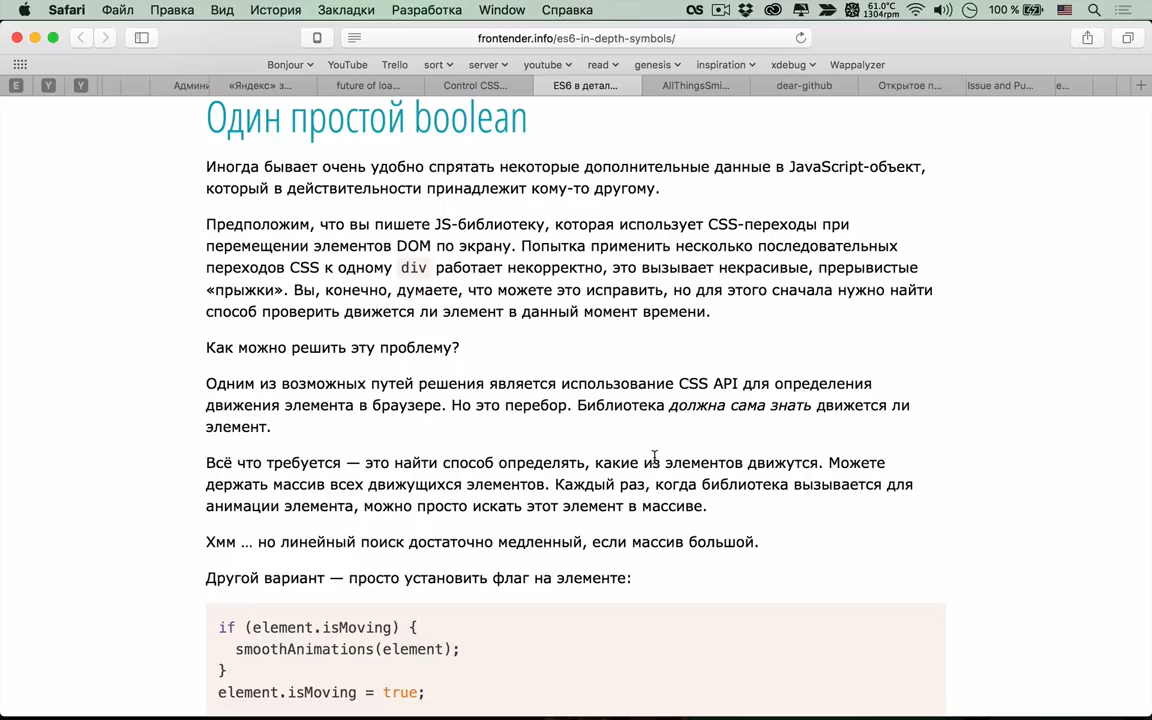 Safari Файл Правка Вид История Закладки Разработка Window Справка 61.0°C 1304rpm 100 %
frontender.info/es6-in-depth-symbols/
Bonjour YouTube Trello sort server youtube read genesis inspiration xdebug Wappalyzer
E Y Y Админи «Яндекс» з... future of loa... Control CSS... ES6 в детал... AllThingsSmi... dear-github Открытое п... Issue and Pu... е...
Один простой boolean
Иногда бывает очень удобно спрятать некоторые дополнительные данные в JavaScript-объект,
который в действительности принадлежит кому-то другому.
Предположим, что вы пишете JS-библиотеку, которая использует CSS-переходы при
перемещении элементов DOM по экрану. Попытка применить несколько последовательных
переходов CSS к одному div работает некорректно, это вызывает некрасивые, прерывистые
«прыжки». Вы, конечно, думаете, что можете это исправить, но для этого сначала нужно найти
способ проверить движется ли элемент в данный момент времени.
Как можно решить эту проблему?
Одним из возможных путей решения является использование CSS API для определения
движения элемента в браузере. Но это перебор. Библиотека должна сама знать движется ли
элемент.
Всё что требуется — это найти способ определять, какие из элементов движутся. Можете
держать массив всех движущихся элементов. Каждый раз, когда библиотека вызывается для
анимации элемента, можно просто искать этот элемент в массиве.
Хмм … но линейный поиск достаточно медленный, если массив большой.
Другой вариант — просто установить флаг на элементе:
if (element.isMoving) {
smoothAnimations(element);
}
element.isMoving = true;